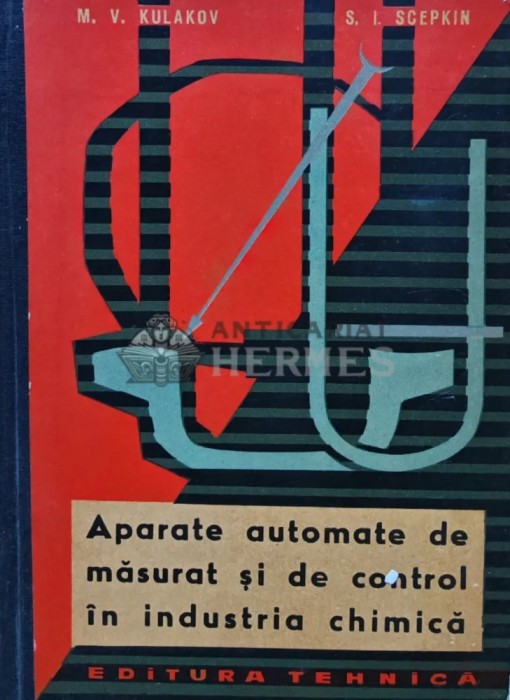 M. V. KULAKOV S. I. SCEPKIN
ANTICARIAT
HERMES
Aparate automate de
măsurat și de control
în industria chimică
EDITURA TEHNICĂ